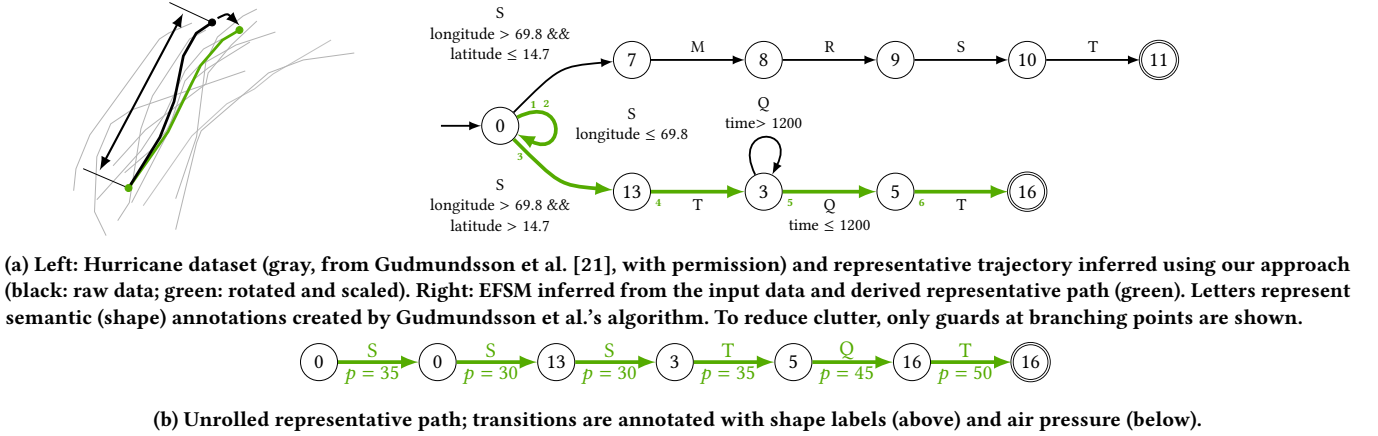 S
longitude > 69.8 &&
latitude ≤ 14.7
7 M 8 R 9 S 10 T 11
0
1 2
3
S
longitude ≤ 69.8
Q
time> 1200
S
longitude > 69.8 &&
latitude > 14.7
13 4 T 3 5 Q 5 6 T 16
time ≤ 1200
(a) Left: Hurricane dataset (gray, from Gudmundsson et al. [21], with permission) and representative trajectory inferred using our approach
(black: raw data; green: rotated and scaled). Right: EFSM inferred from the input data and derived representative path (green). Letters represent
semantic (shape) annotations created by Gudmundsson et al.'s algorithm. To reduce clutter, only guards at branching points are shown.
S S S T Q T
0 0 13 3 5 16 16
p = 35 p = 30 p = 30 p = 35 p = 45 p = 50
(b) Unrolled representative path; transitions are annotated with shape labels (above) and air pressure (below).